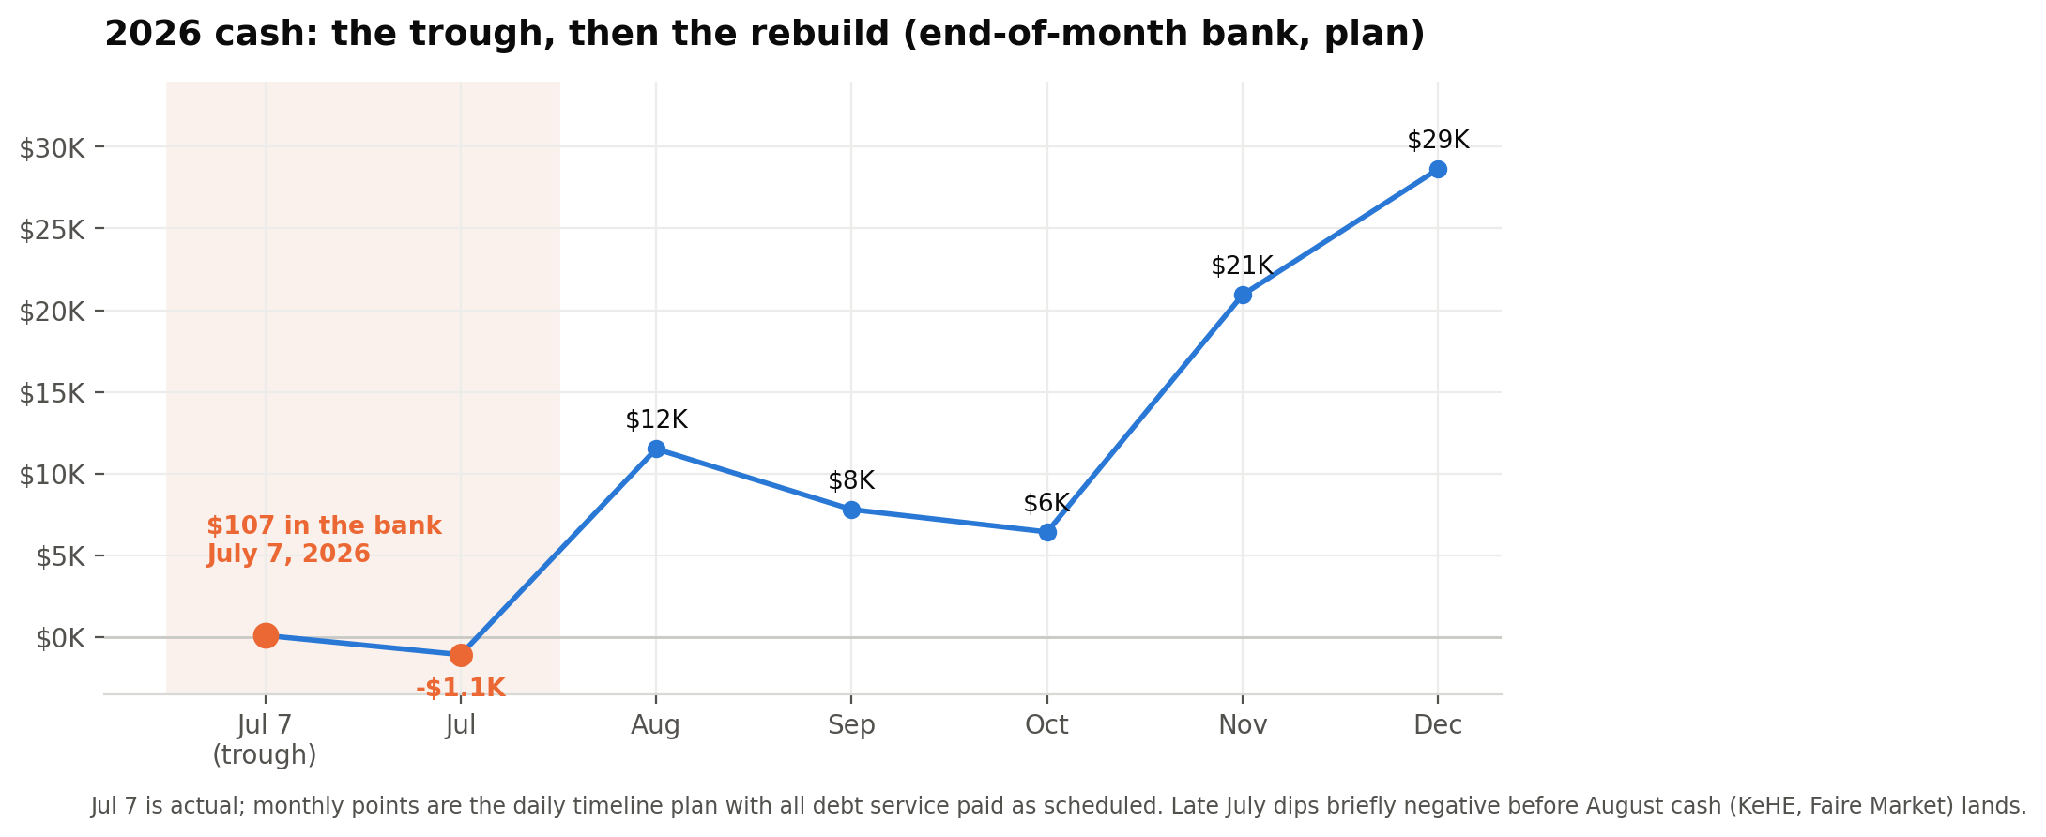 2026 cash: the trough, then the rebuild (end-of-month bank, plan)
$30K
$25K
$20K
$15K
$10K
$5K
$0K
$107 in the bank
July 7, 2026
-$1.1K
$12K
$8K
$6K
$21K
$29K
Jul 7
(trough)
Jul
Aug
Sep
Oct
Nov
Dec
Jul 7 is actual; monthly points are the daily timeline plan with all debt service paid as scheduled. Late July dips briefly negative before August cash (KeHE, Faire Market) lands.